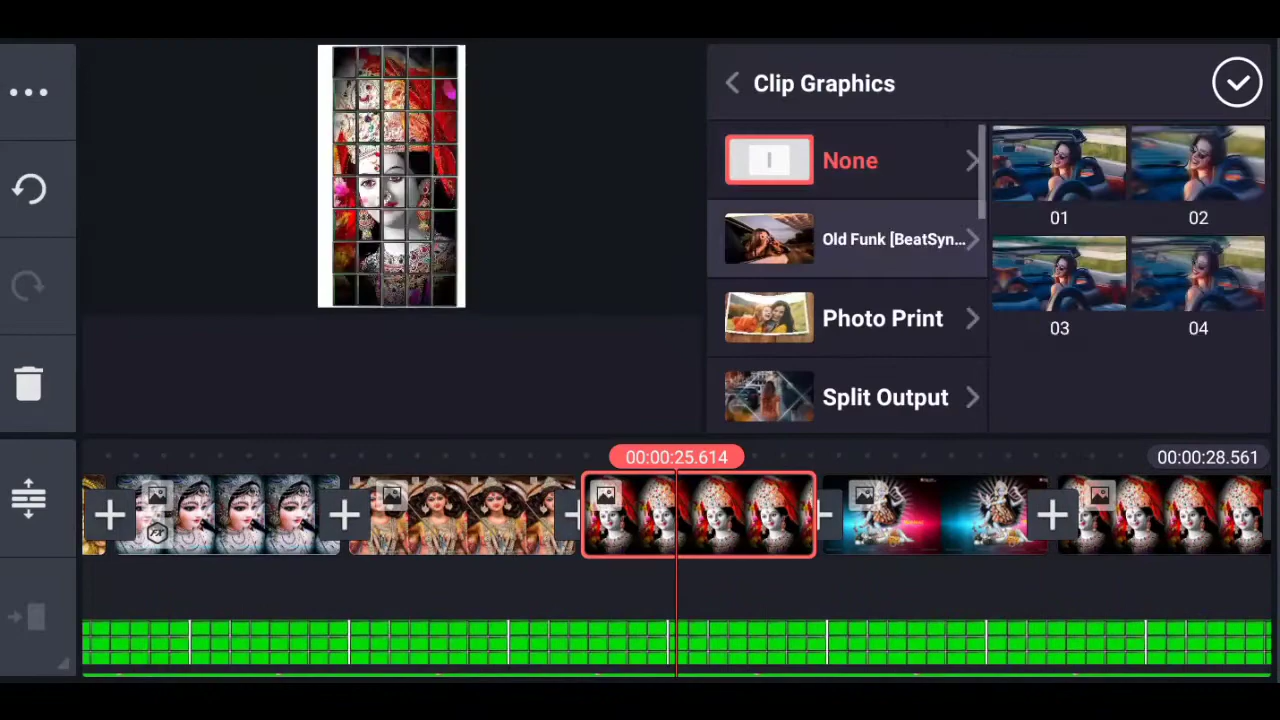 Clip Graphics
None
01
02
Old Funk [BeatSyn...
Photo Print
03
04
Split Output
00:00:25.614
00:00:28.561